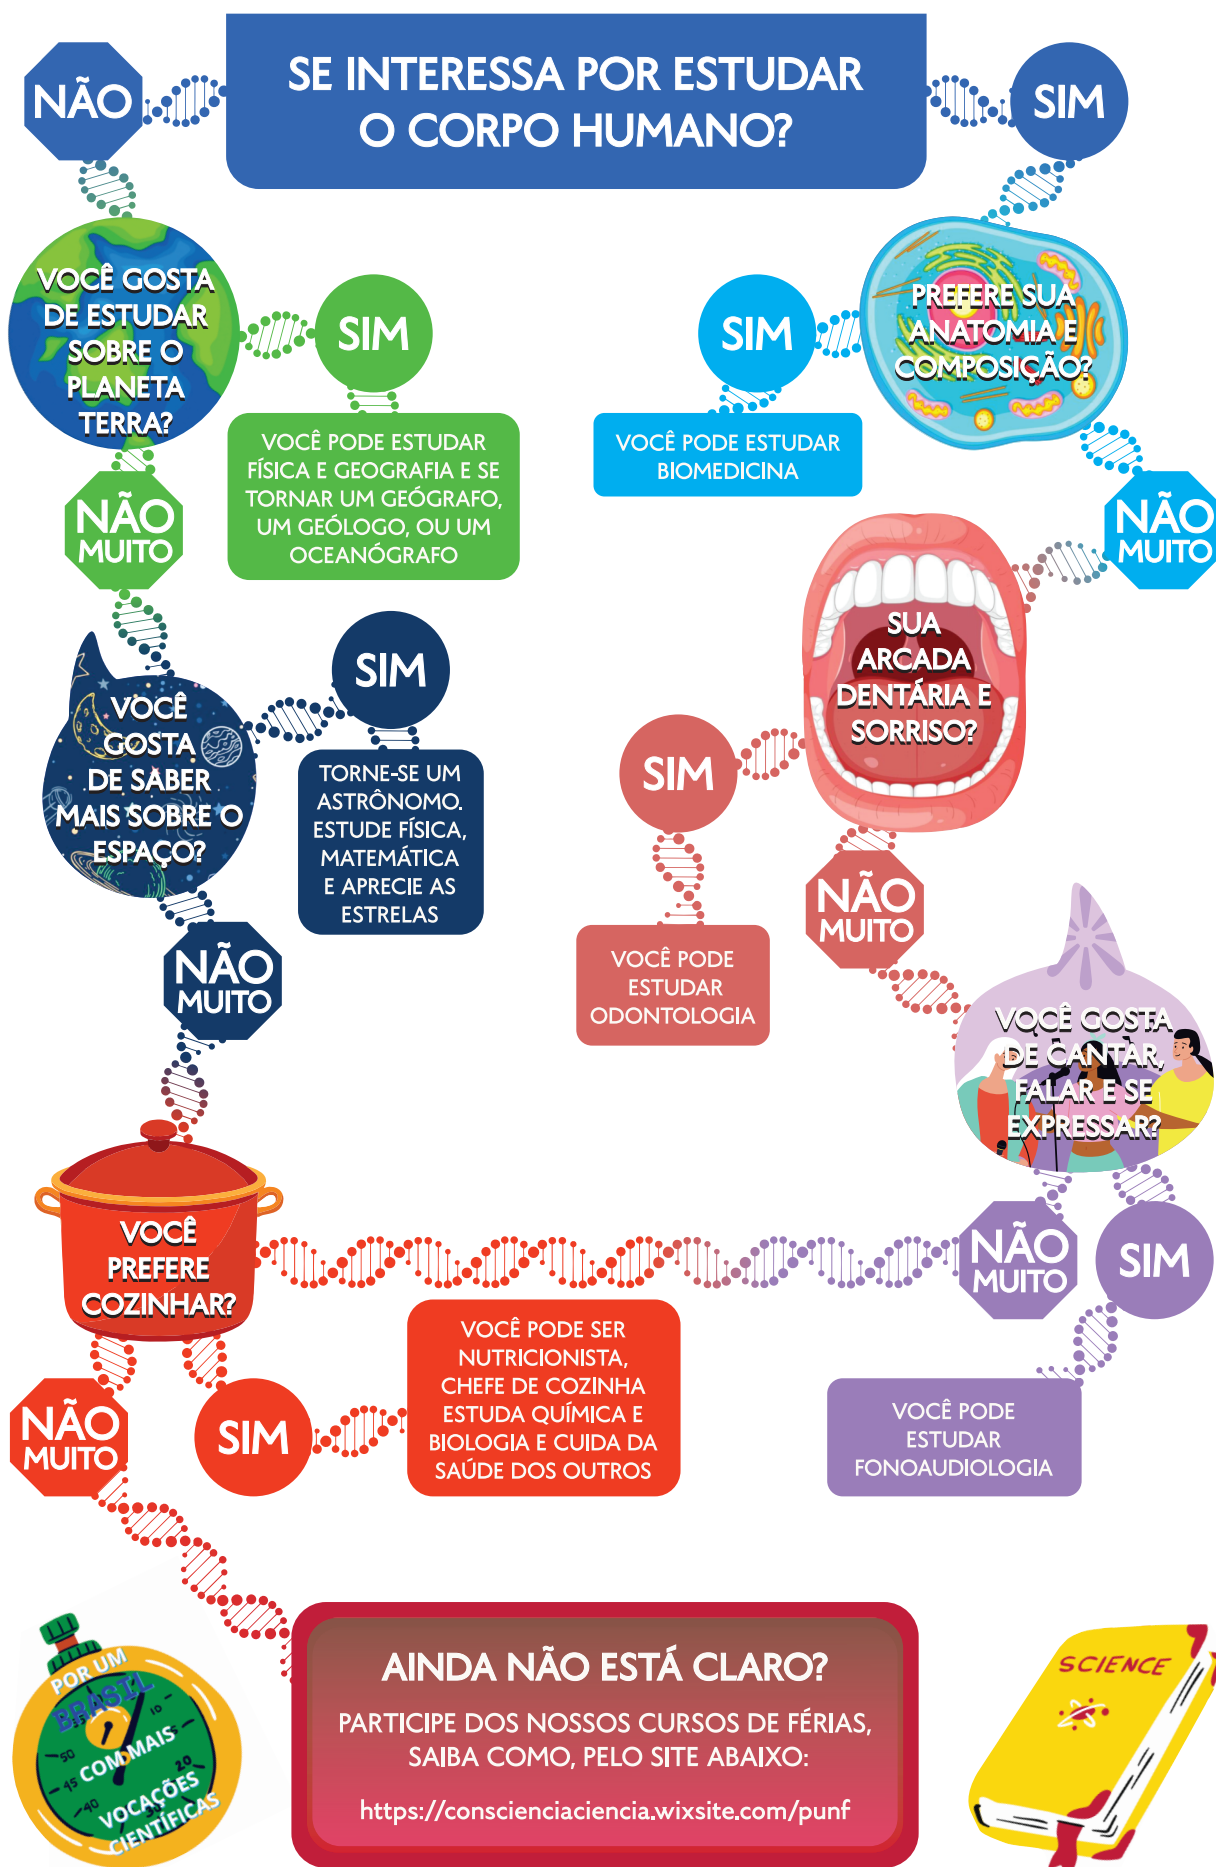 SE INTERESSA POR ESTUDAR
O CORPO HUMANO?
NÃO
SIM
VOCÊ GOSTA
DE ESTUDAR
SOBRE O
PLANETA
TERRA?
SIM
VOCÊ PODE ESTUDAR
FÍSICA E GEOGRAFIA E SE
TORNAR UM GEÓGRAFO,
UM GEÓLOGO, OU UM
OCEANÓGRAFO
NÃO
MUITO
PREFERE SUA
ANATOMIA E
COMPOSIÇÃO?
SIM
VOCÊ PODE ESTUDAR
BIOMEDICINA
NÃO
MUITO
SUA
ARCADA
DENTÁRIA E
SORRISO?
SIM
VOCÊ PODE
ESTUDAR
ODONTOLOGIA
NÃO
MUITO
VOCÊ
GOSTA
DE SABER
MAIS SOBRE O
ESPAÇO?
SIM
TORNE-SE UM
ASTRÔNOMO.
ESTUDE FÍSICA,
MATEMÁTICA
E APRECIE AS
ESTRELAS
NÃO
MUITO
VOCÊ GOSTA
DE CANTAR,
FALAR E SE
EXPRESSAR?
NÃO
MUITO
SIM
VOCÊ PODE
ESTUDAR
FONOAUDIOLOGIA
VOCÊ
PREFERE
COZINHAR?
NÃO
MUITO
SIM
VOCÊ PODE SER
NUTRICIONISTA,
CHEFE DE COZINHA
ESTUDA QUÍMICA E
BIOLOGIA E CUIDA DA
SAÚDE DOS OUTROS
AINDA NÃO ESTÁ CLARO?
PARTICIPE DOS NOSSOS CURSOS DE FÉRIAS,
SAIBA COMO, PELO SITE ABAIXO:
https://conscienciaciencia.wixsite.com/punf
POR UM
BRASIL
COM MAIS
VOCAÇÕES
CIENTÍFICAS
10
20
30
40
45
50
SCIENCE